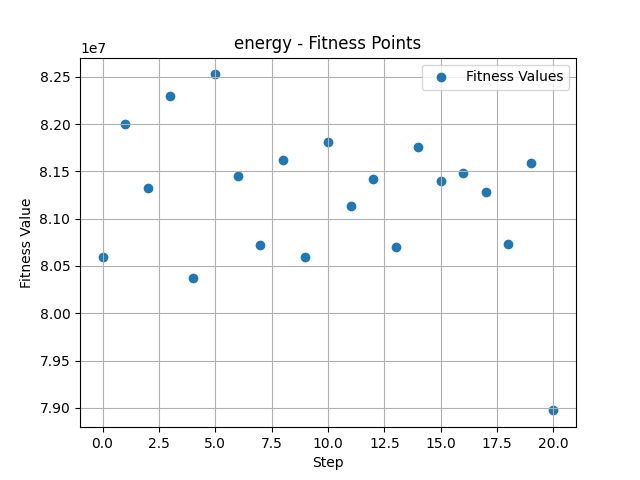 energy - Fitness Points
1e7
Fitness Values
8.25
8.20
8.15
8.10
8.05
8.00
7.95
7.90
Fitness Value
0.0 2.5 5.0 7.5 10.0 12.5 15.0 17.5 20.0
Step